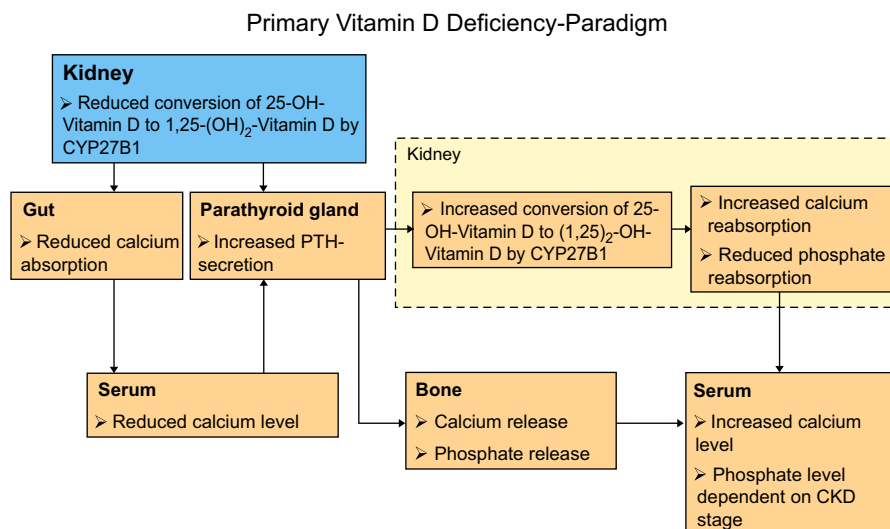 Primary Vitamin D Deficiency-Paradigm
Kidney
➢ Reduced conversion of 25-OH-
Vitamin D to 1,25-(OH)₂-Vitamin D by
CYP27B1
Gut
➢ Reduced calcium
absorption
Parathyroid gland
➢ Increased PTH-
secretion
Kidney
➢ Increased conversion of 25-
OH-Vitamin D to (1,25)₂-OH-
Vitamin D by CYP27B1
➢ Increased calcium
reabsorption
➢ Reduced phosphate
reabsorption
Serum
➢ Reduced calcium level
Bone
➢ Calcium release
➢ Phosphate release
Serum
➢ Increased calcium
level
➢ Phosphate level
dependent on CKD
stage